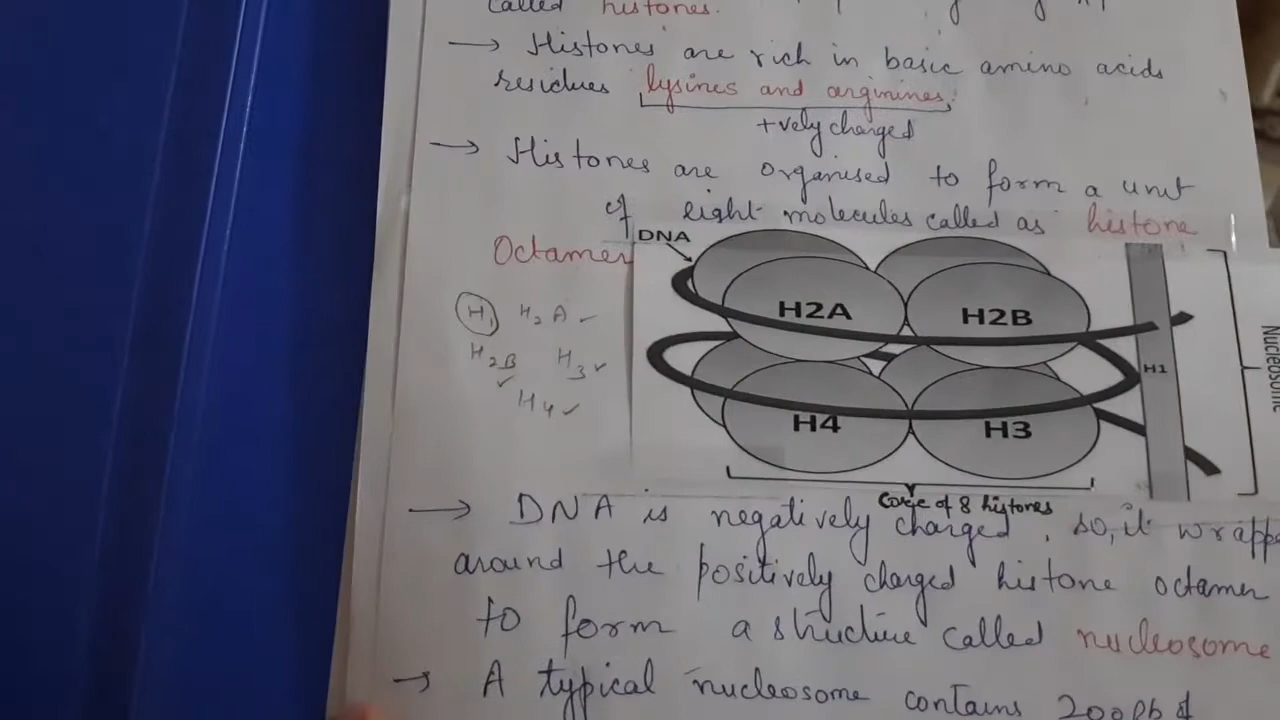 called histones.
→ Histones are rich in basic amino acids
residues lysines and arginines,
+vely charged
→ Histones are organised to form a unit
of eight molecules called as histone
Octamer
DNA
H1 H2A ✓
H2B ✓ H3 ✓
H4 ✓
H2A H2B
H1
H4 H3
Nucleosome
Core of 8 histones
→ DNA is negatively charged, so, it wrapp
around the positively charged histone octamer
to form a structure called nucleosome
→ A typical nucleosome contains 200